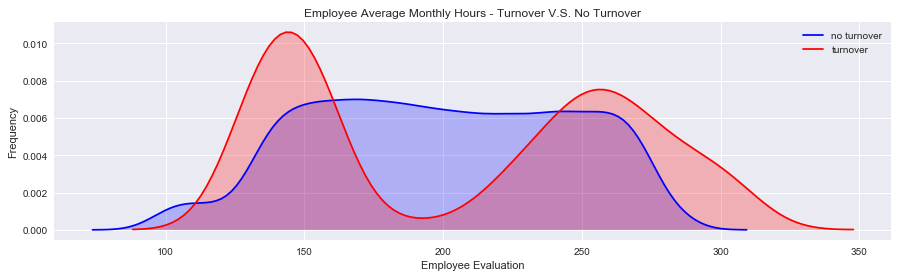 Employee Average Monthly Hours - Turnover V.S. No Turnover
no turnover
turnover
Frequency
0.010
0.008
0.006
0.004
0.002
0.000
100 150 200 250 300 350
Employee Evaluation